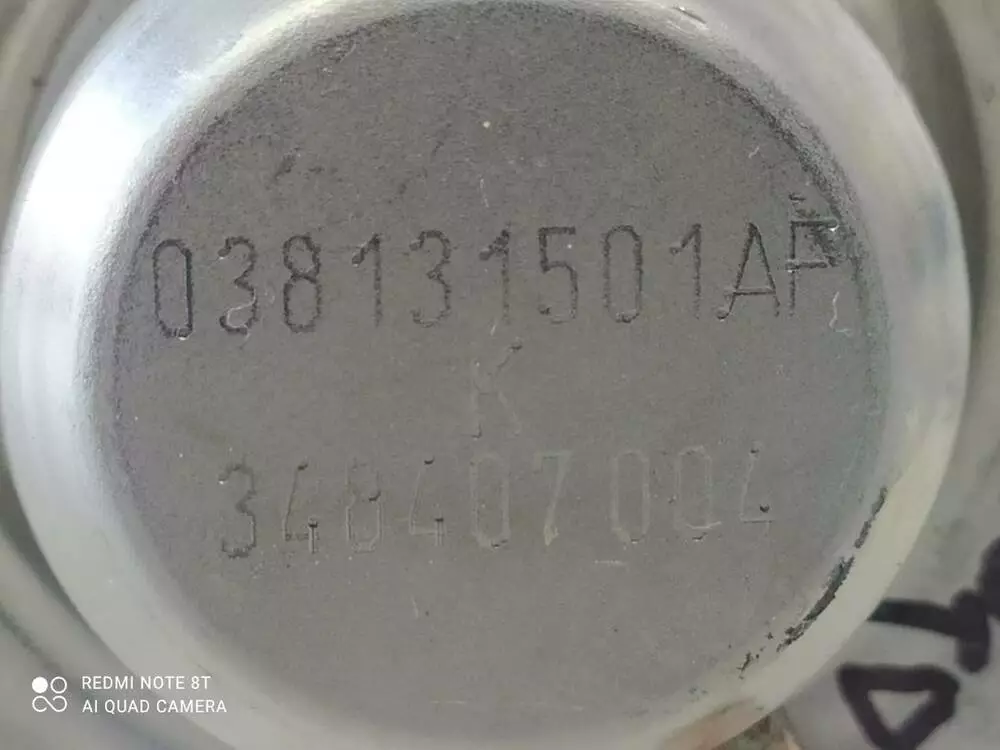 038131501AF
K
348407004
REDMI NOTE 8T
AI QUAD CAMERA